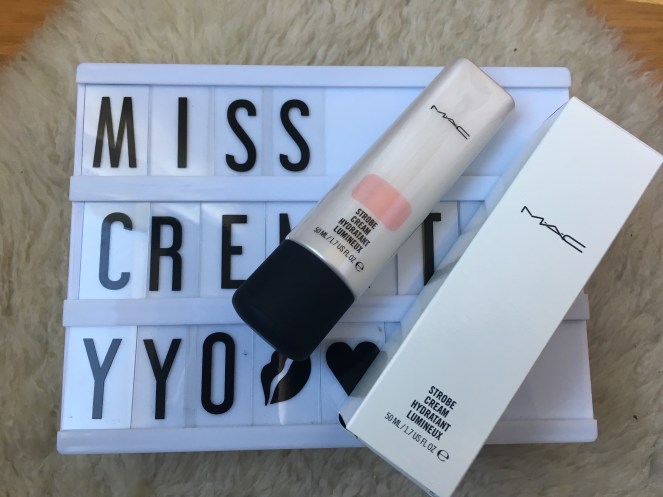 MISS
YYO
MAC
STROBE
CREAM
HYDRATANT
LUMINEUX
50 ML/1.7 US FL OZ ℮
MAC
STROBE
CREAM
HYDRATANT
LUMINEUX
50 ML/1.7 US FL OZ ℮